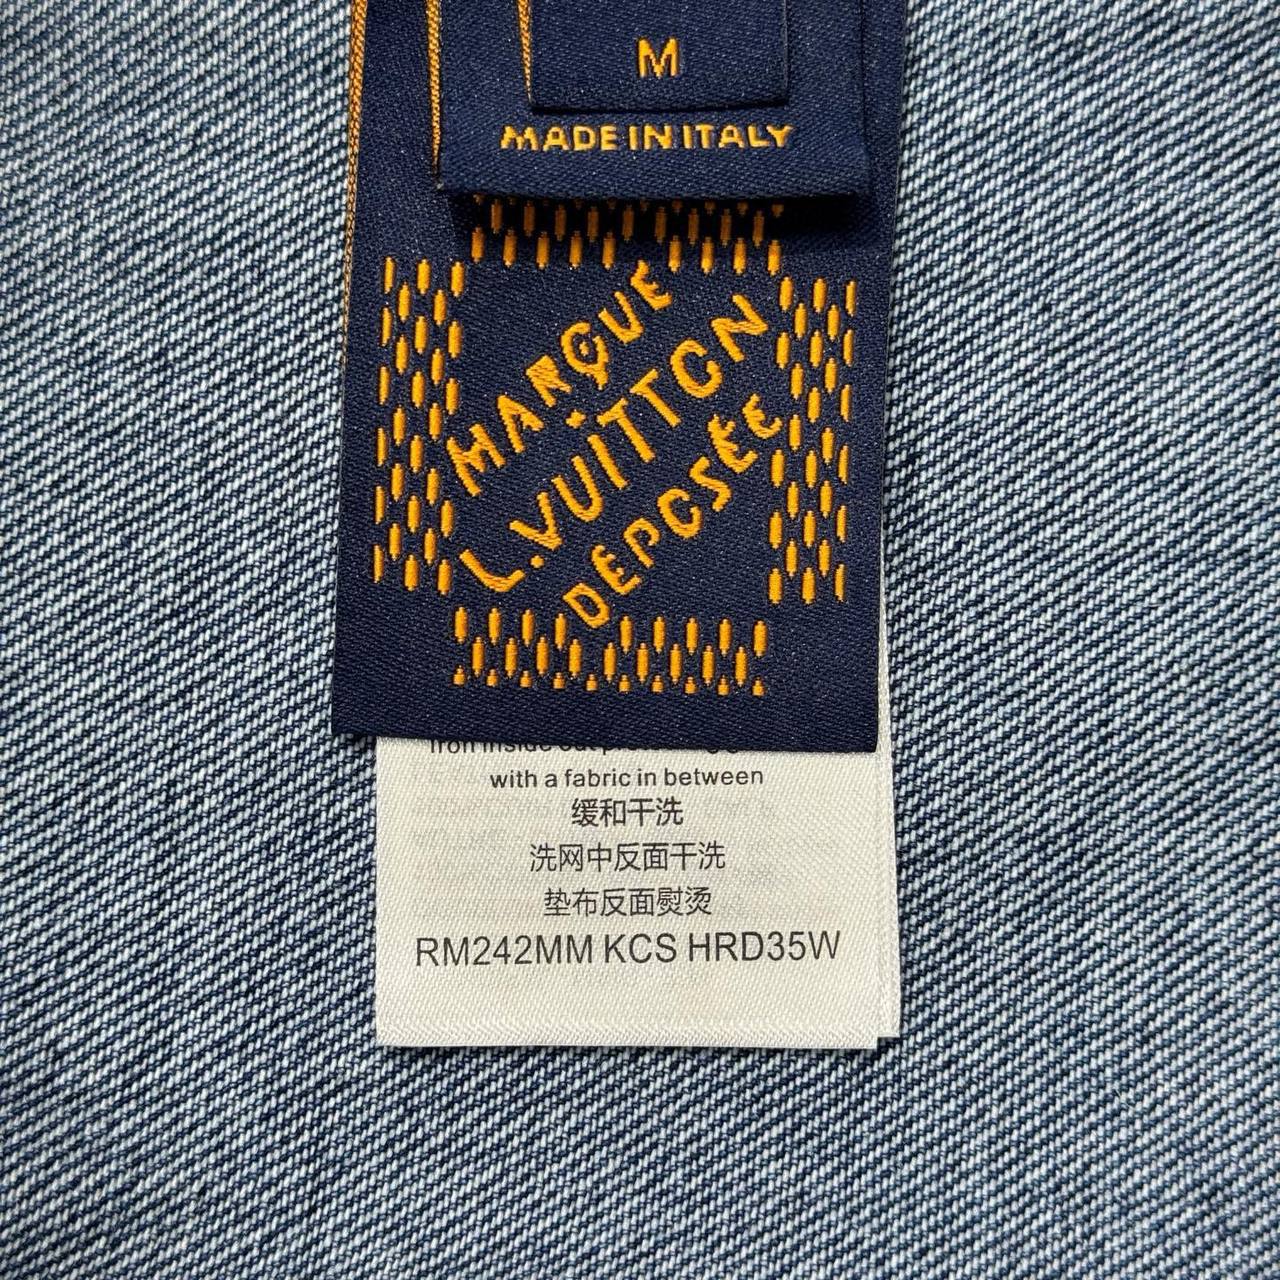 M
MADE IN ITALY
MARQUE
L.VUITTON
DÉPOSÉE
with a fabric in between
缓和干洗
洗网中反面干洗
垫布反面熨烫
RM242MM KCS HRD35W